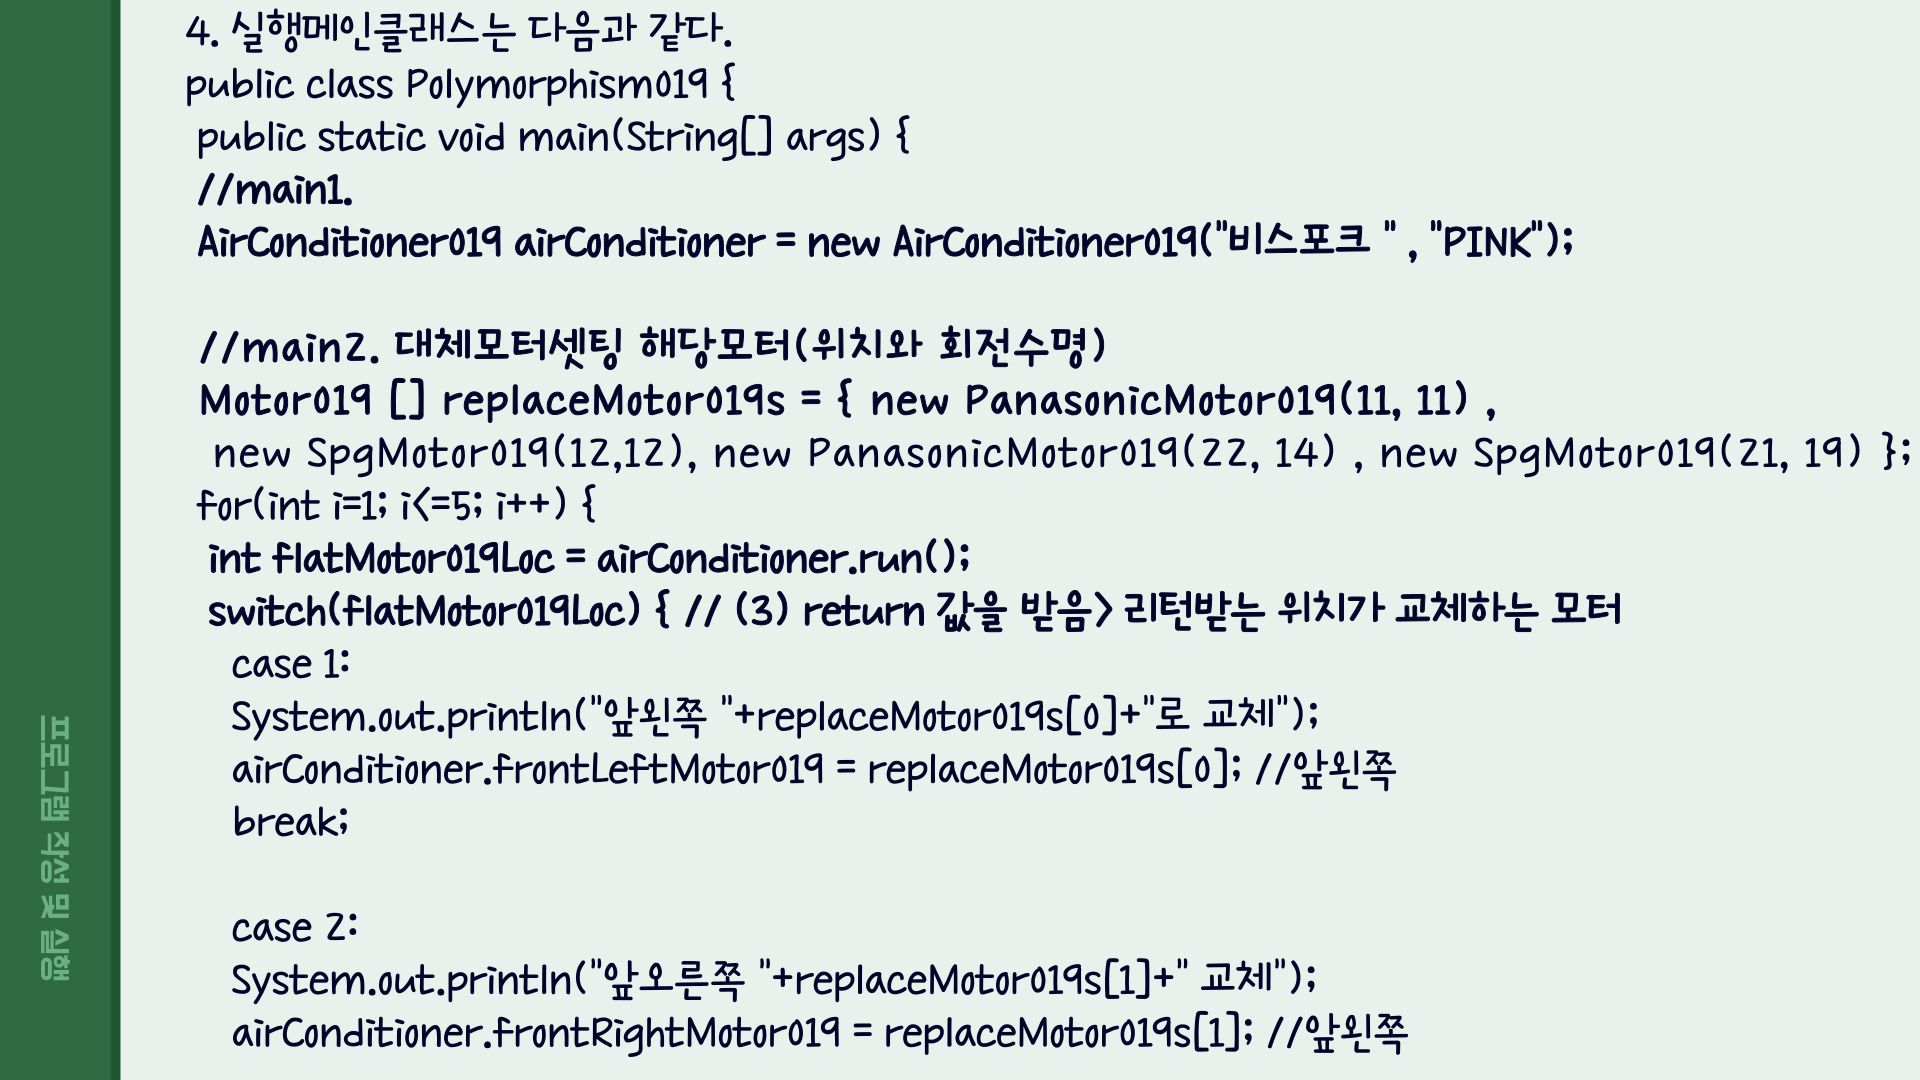 4. 실행메인클래스는 다음과 같다.
public class Polymorphism019 {
public static void main(String[] args) {
//main1.
AirConditioner019 airConditioner = new AirConditioner019("비스포크 " , "PINK");
//main2. 대체모터셋팅 해당모터(위치와 회전수명)
Motor019 [] replaceMotor019s = { new PanasonicMotor019(11, 11) ,
new SpgMotor019(12,12), new PanasonicMotor019(22, 14) , new SpgMotor019(21, 19) };
for(int i=1; i<=5; i++) {
int flatMotor019Loc = airConditioner.run();
switch(flatMotor019Loc) { // (3) return 값을 받음> 리턴받는 위치가 교체하는 모터
case 1:
System.out.println("앞왼쪽 "+replaceMotor019s[0]+"로 교체");
airConditioner.frontLeftMotor019 = replaceMotor019s[0]; //앞왼쪽
break;
case 2:
System.out.println("앞오른쪽 "+replaceMotor019s[1]+" 교체");
airConditioner.frontRightMotor019 = replaceMotor019s[1]; //앞왼쪽
프로그램 작성 및 실행